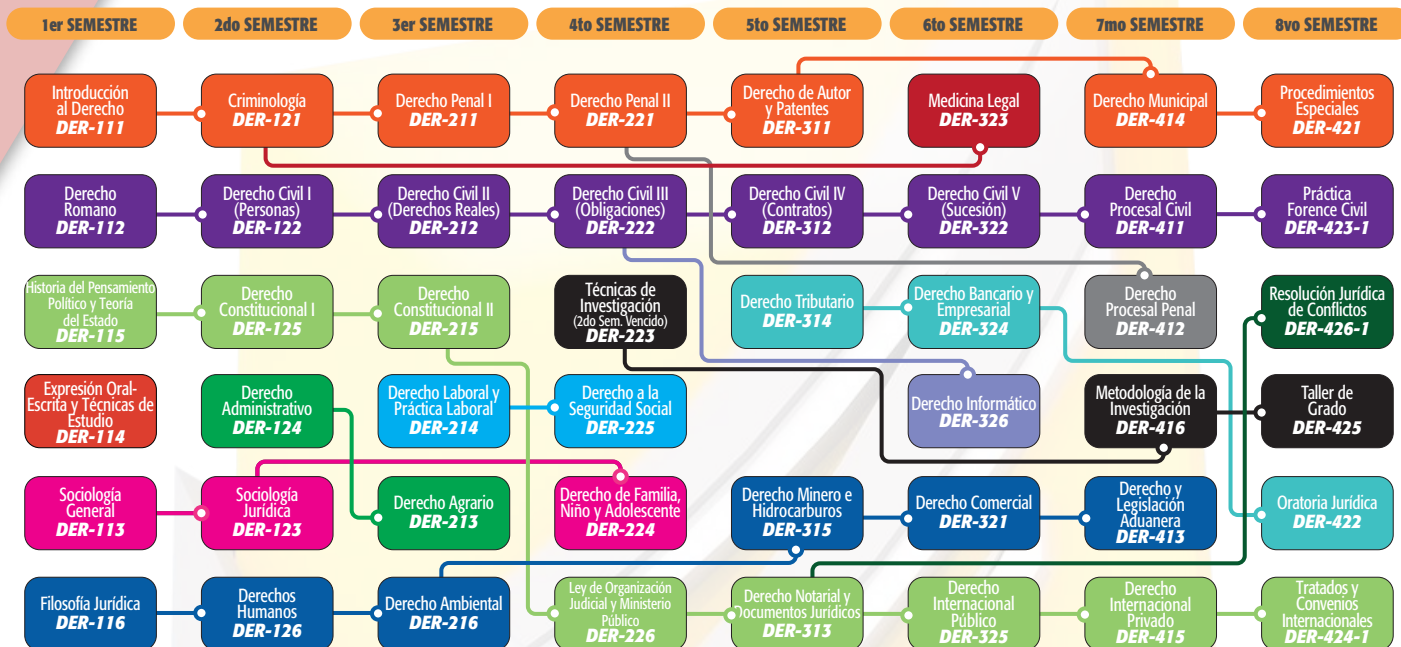 1er SEMESTRE
2do SEMESTRE
3er SEMESTRE
4to SEMESTRE
5to SEMESTRE
6to SEMESTRE
7mo SEMESTRE
8vo SEMESTRE
Introducción
al Derecho
DER-111
Criminología
DER-121
Derecho Penal I
DER-211
Derecho Penal II
DER-221
Derecho de Autor
y Patentes
DER-311
Medicina Legal
DER-323
Derecho Municipal
DER-414
Procedimientos
Especiales
DER-421
Derecho
Romano
DER-112
Derecho Civil I
(Personas)
DER-122
Derecho Civil II
(Derechos Reales)
DER-212
Derecho Civil III
(Obligaciones)
DER-222
Derecho Civil IV
(Contratos)
DER-312
Derecho Civil V
(Sucesión)
DER-322
Derecho
Procesal Civil
DER-411
Práctica
Forence Civil
DER-423-1
Historia del Pensamiento
Político y Teoría
del Estado
DER-115
Derecho
Constitucional I
DER-125
Derecho
Constitucional II
DER-215
Técnicas de
Investigación
(2do Sem. Vencido)
DER-223
Derecho Tributario
DER-314
Derecho Bancario y
Empresarial
DER-324
Derecho
Procesal Penal
DER-412
Resolución Jurídica
de Conflictos
DER-426-1
Expresión Oral-
Escrita y Técnicas de
Estudio
DER-114
Derecho
Administrativo
DER-124
Derecho Laboral y
Práctica Laboral
DER-214
Derecho a la
Seguridad Social
DER-225
Derecho Informático
DER-326
Metodología de la
Investigación
DER-416
Taller de
Grado
DER-425
Sociología
General
DER-113
Sociología
Jurídica
DER-123
Derecho Agrario
DER-213
Derecho de Familia,
Niño y Adolescente
DER-224
Derecho Minero e
Hidrocarburos
DER-315
Derecho Comercial
DER-321
Derecho y
Legislación
Aduanera
DER-413
Oratoria Jurídica
DER-422
Filosofía Jurídica
DER-116
Derechos
Humanos
DER-126
Derecho Ambiental
DER-216
Ley de Organización
Judicial y Ministerio
Público
DER-226
Derecho Notarial y
Documentos Jurídicos
DER-313
Derecho
Internacional
Público
DER-325
Derecho
Internacional
Privado
DER-415
Tratados y
Convenios
Internacionales
DER-424-1